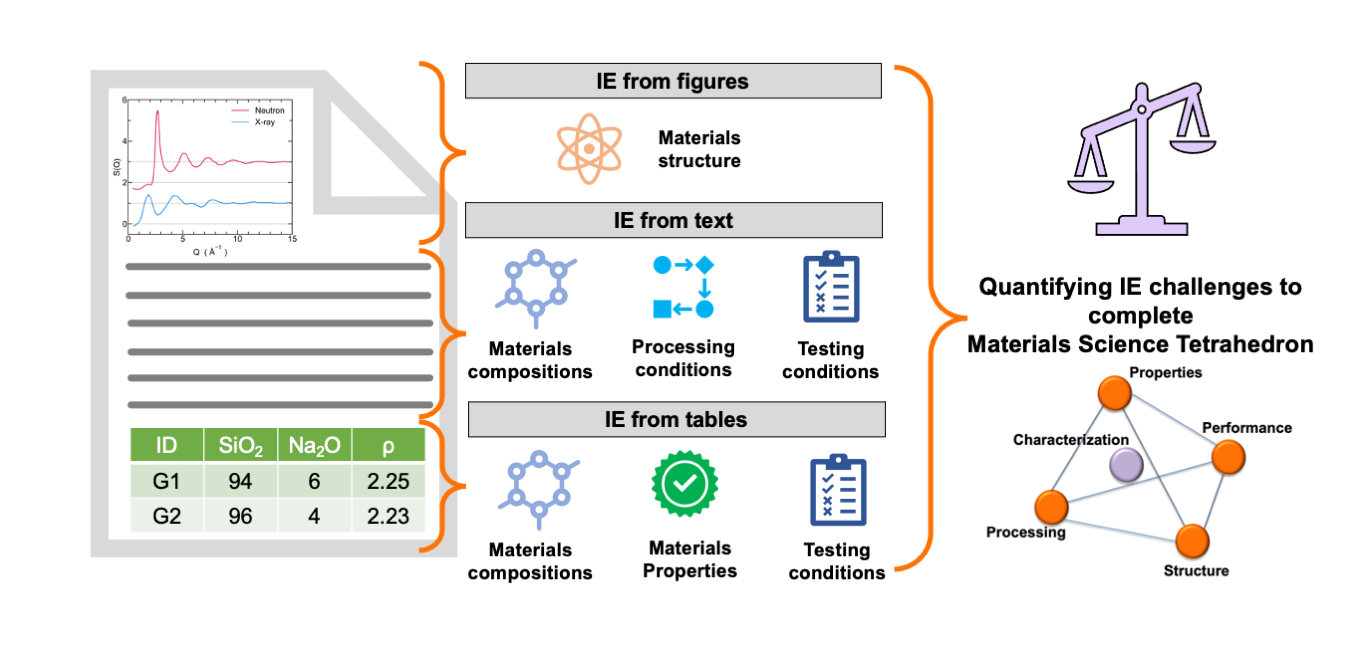 6
4
2
0
S(Q)
Neutron
X-ray
0 5 10 15
Q (Å⁻¹)
ID SiO₂ Na₂O ρ
G1 94 6 2.25
G2 96 4 2.23
IE from figures
Materials
structure
IE from text
Materials
compositions
Processing
conditions
Testing
conditions
IE from tables
Materials
compositions
Materials
Properties
Testing
conditions
Quantifying IE challenges to
complete
Materials Science Tetrahedron
Properties
Performance
Characterization
Processing
Structure